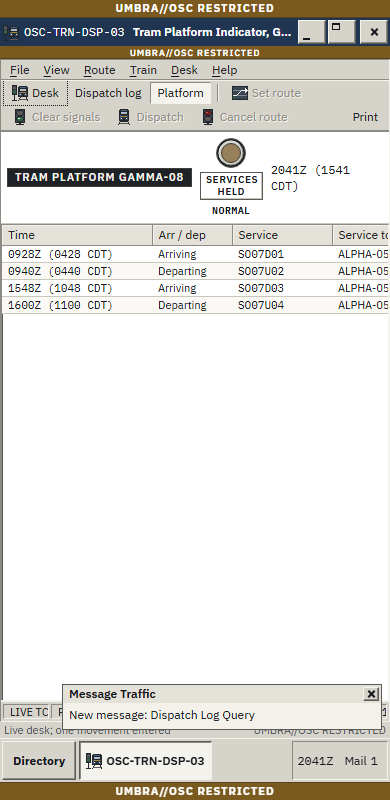 UMBRA//OSC RESTRICTED
OSC-TRN-DSP-03 Tram Platform Indicator, G...
UMBRA//OSC RESTRICTED
File View Route Train Desk Help
Desk Dispatch log Platform Set route
Clear signals Dispatch Cancel route Print
TRAM PLATFORM GAMMA-08
SERVICES
HELD
NORMAL
2041Z (1541
CDT)
Time Arr / dep Service Service to
0928Z (0428 CDT) Arriving S007D01 ALPHA-05
0940Z (0440 CDT) Departing S007U02 ALPHA-05
1548Z (1048 CDT) Arriving S007D03 ALPHA-05
1600Z (1100 CDT) Departing S007U04 ALPHA-05
LIVE TC
Message Traffic
New message: Dispatch Log Query
Live desk; one movement entered UMBRA//OSC RESTRICTED
Directory OSC-TRN-DSP-03 2041Z Mail 1
UMBRA//OSC RESTRICTED